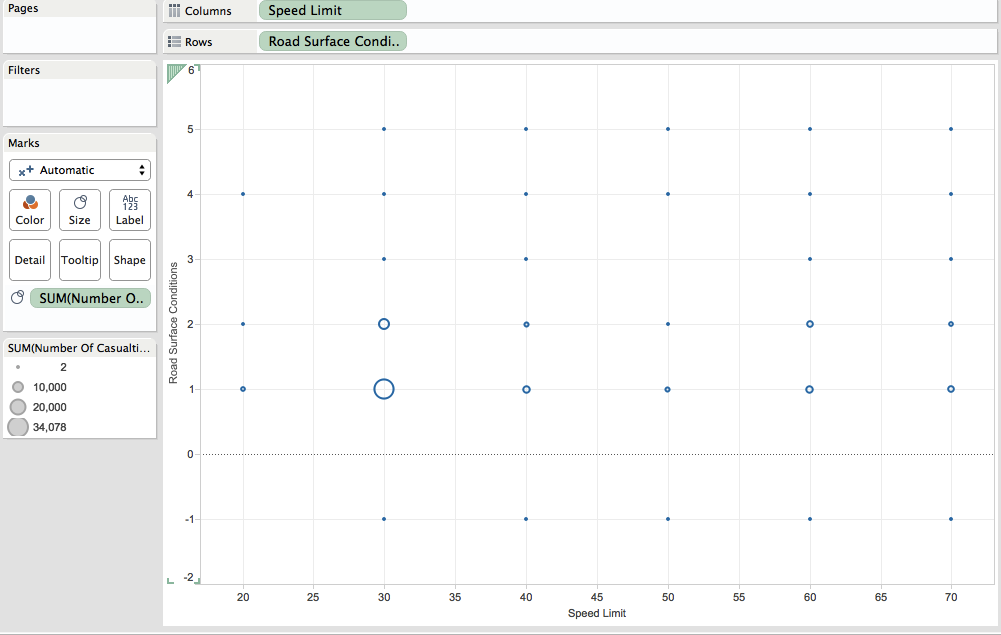 Pages
Columns
Speed Limit
Rows
Road Surface Condi..
Filters
Marks
Automatic
Color
Size
Abc
123
Label
Detail
Tooltip
Shape
SUM(Number O..
SUM(Number Of Casualti...
2
10,000
20,000
34,078
Road Surface Conditions
6
5
4
3
2
1
0
-1
-2
20
25
30
35
40
45
50
55
60
65
70
Speed Limit